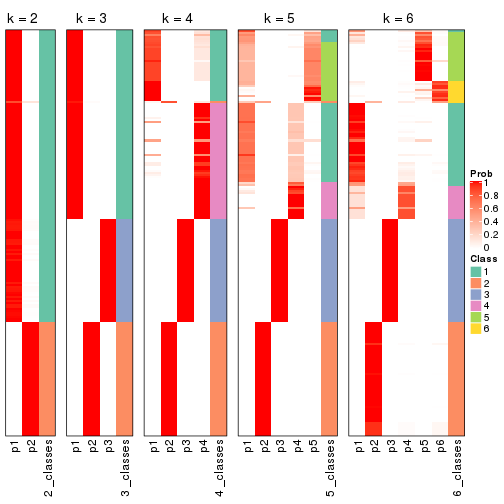 k = 2
k = 3
k = 4
k = 5
k = 6
p1
p2
2_classes
p1
p2
p3
3_classes
p1
p2
p3
p4
4_classes
p1
p2
p3
p4
p5
5_classes
p1
p2
p3
p4
p5
p6
6_classes
Prob
1
0.8
0.6
0.4
0.2
0
Class
1
2
3
4
5
6